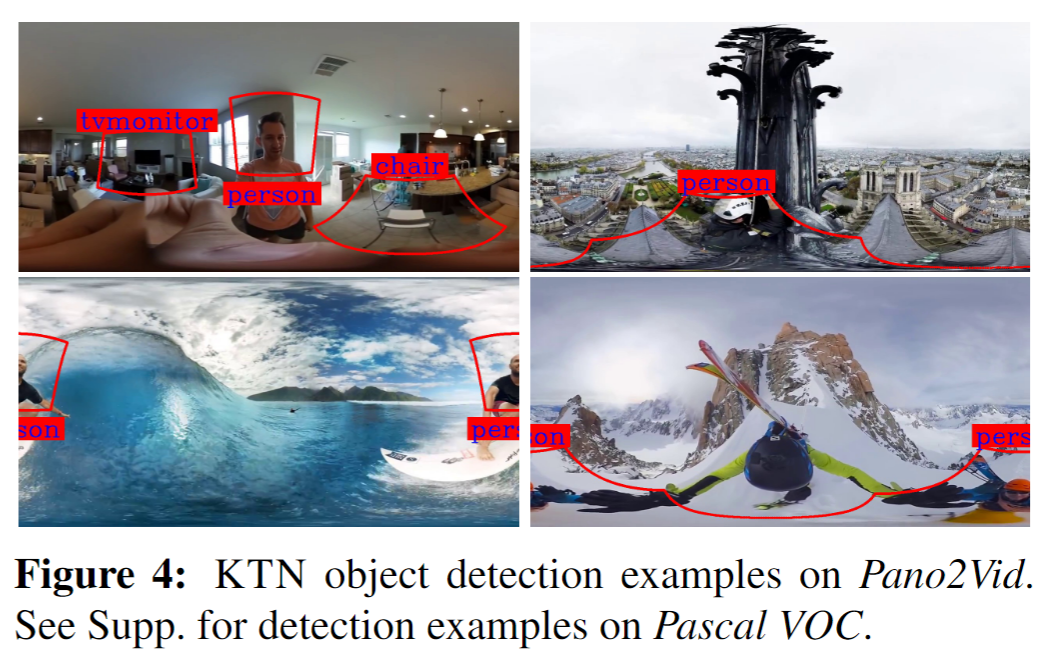 tvmonitor
person
chair
person
son
pers
son
pers
Figure 4: KTN object detection examples on Pano2Vid.
See Supp. for detection examples on Pascal VOC.